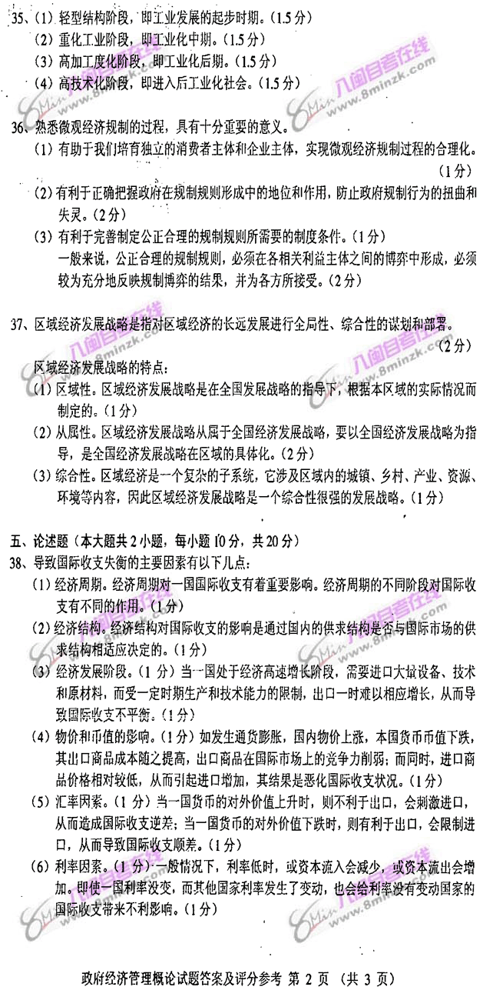 35、(1) 轻型结构阶段，即工业发展的起步时期。(1.5分)
(2) 重化工业阶段，即工业化中期。(1.5分)
(3) 高加工度化阶段，即工业化后期。(1.5分)
(4) 高技术化阶段，即进入后工业化社会。(1.5分)
36、熟悉微观经济规制的过程，具有十分重要的意义。
(1) 有助于我们培育独立的消费者主体和企业主体，实现微观经济规制过程的合理化。
(1分)
(2) 有利于正确把握政府在规制规则形成中的地位和作用，防止政府规制行为的扭曲和
失灵。(2分)
(3) 有利于完善制定公正合理的规制规则所需要的制度条件。(1分)
一般来说，公正合理的规制规则，必须在各相关利益主体之间的博弈中形成，必须
较为充分地反映规制博弈的结果，并为各方所接受。(2分)
37、区域经济发展战略是指对区域经济的长远发展进行全局性、综合性的谋划和部署。
(2分)
区域经济发展战略的特点：
(1) 区域性。区域经济发展战略是在全国发展战略的指导下，根据本区域的实际情况而
制定的。(1分)
(2) 从属性。区域经济发展战略从属于全国经济发展战略，要以全国经济发展战略为指
导，是全国经济发展战略在区域的具体化。(2分)
(3) 综合性。区域经济是一个复杂的子系统，它涉及区域内的城镇、乡村、产业、资源、
环境等内容，因此区域经济发展战略是一个综合性很强的发展战略。(1分)
五、论述题（本大题共2小题，每小题10分，共20分）
38、导致国际收支失衡的主要因素有以下几点：
(1) 经济周期。经济周期对一国国际收支有着重要影响。经济周期的不同阶段对国际收
支有不同的作用。(1分)
(2) 经济结构。经济结构对国际收支的影响是通过国内的供求结构是否与国际市场的供
求结构相适应决定的。(1分)
(3) 经济发展阶段。(1分) 当一国处于经济高速增长阶段，需要进口大量设备、技术
和原材料，而受一定时期生产和技术能力的限制，出口一时难以相应增长，从而导
致国际收支不平衡。(1分)
(4) 物价和币值的影响。(1分) 如发生通货膨胀，国内物价上涨，本国货币币值下跌，
其出口商品成本随之提高，出口商品在国际市场上的竞争力削弱；而同时，进口商
品价格相对较低，从而引起进口增加，其结果是恶化国际收支状况。(1分)
(5) 汇率因素。(1分) 当一国货币的对外价值上升时，则不利于出口，会刺激进口，
从而造成国际收支逆差；当一国货币的对外价值下跌时，则有利于出口，会限制进
口，从而导致国际收支顺差。(1分)
(6) 利率因素。(1分) 一般情况下，利率低时，或资本流入会减少，或资本流出会增
加。即使一国利率没变，而其他国家利率发生了变动，也会给利率没有变动国家的
国际收支带来不利影响。(1分)
政府经济管理概论试题答案及评分参考 第 2 页 （共 3 页）
八闽自考在线
www.8minzk.com